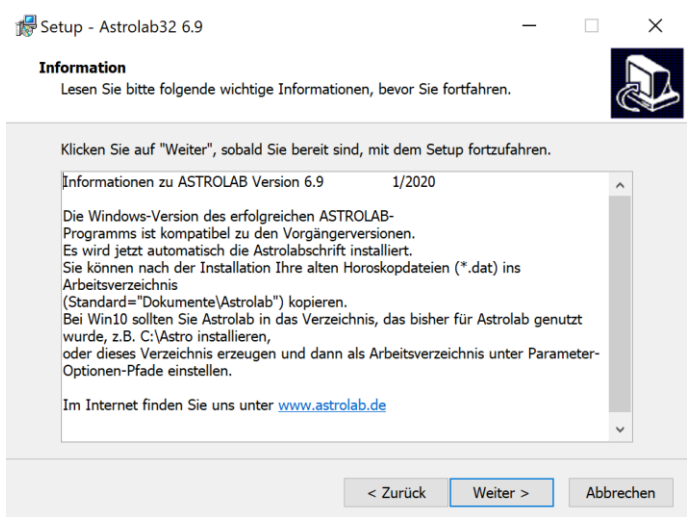 Setup - Astrolab32 6.9
Information
Lesen Sie bitte folgende wichtige Informationen, bevor Sie fortfahren.
Klicken Sie auf "Weiter", sobald Sie bereit sind, mit dem Setup fortzufahren.
Informationen zu ASTROLAB Version 6.9 1/2020
Die Windows-Version des erfolgreichen ASTROLAB-
Programms ist kompatibel zu den Vorgängerversionen.
Es wird jetzt automatisch die Astrolabschrift installiert.
Sie können nach der Installation Ihre alten Horoskopdateien (*.dat) ins
Arbeitsverzeichnis
(Standard="Dokumente\Astrolab") kopieren.
Bei Win10 sollten Sie Astrolab in das Verzeichnis, das bisher für Astrolab genutzt
wurde, z.B. C:\Astro installieren,
oder dieses Verzeichnis erzeugen und dann als Arbeitsverzeichnis unter Parameter-
Optionen-Pfade einstellen.
Im Internet finden Sie uns unter www.astrolab.de
< Zurück Weiter > Abbrechen